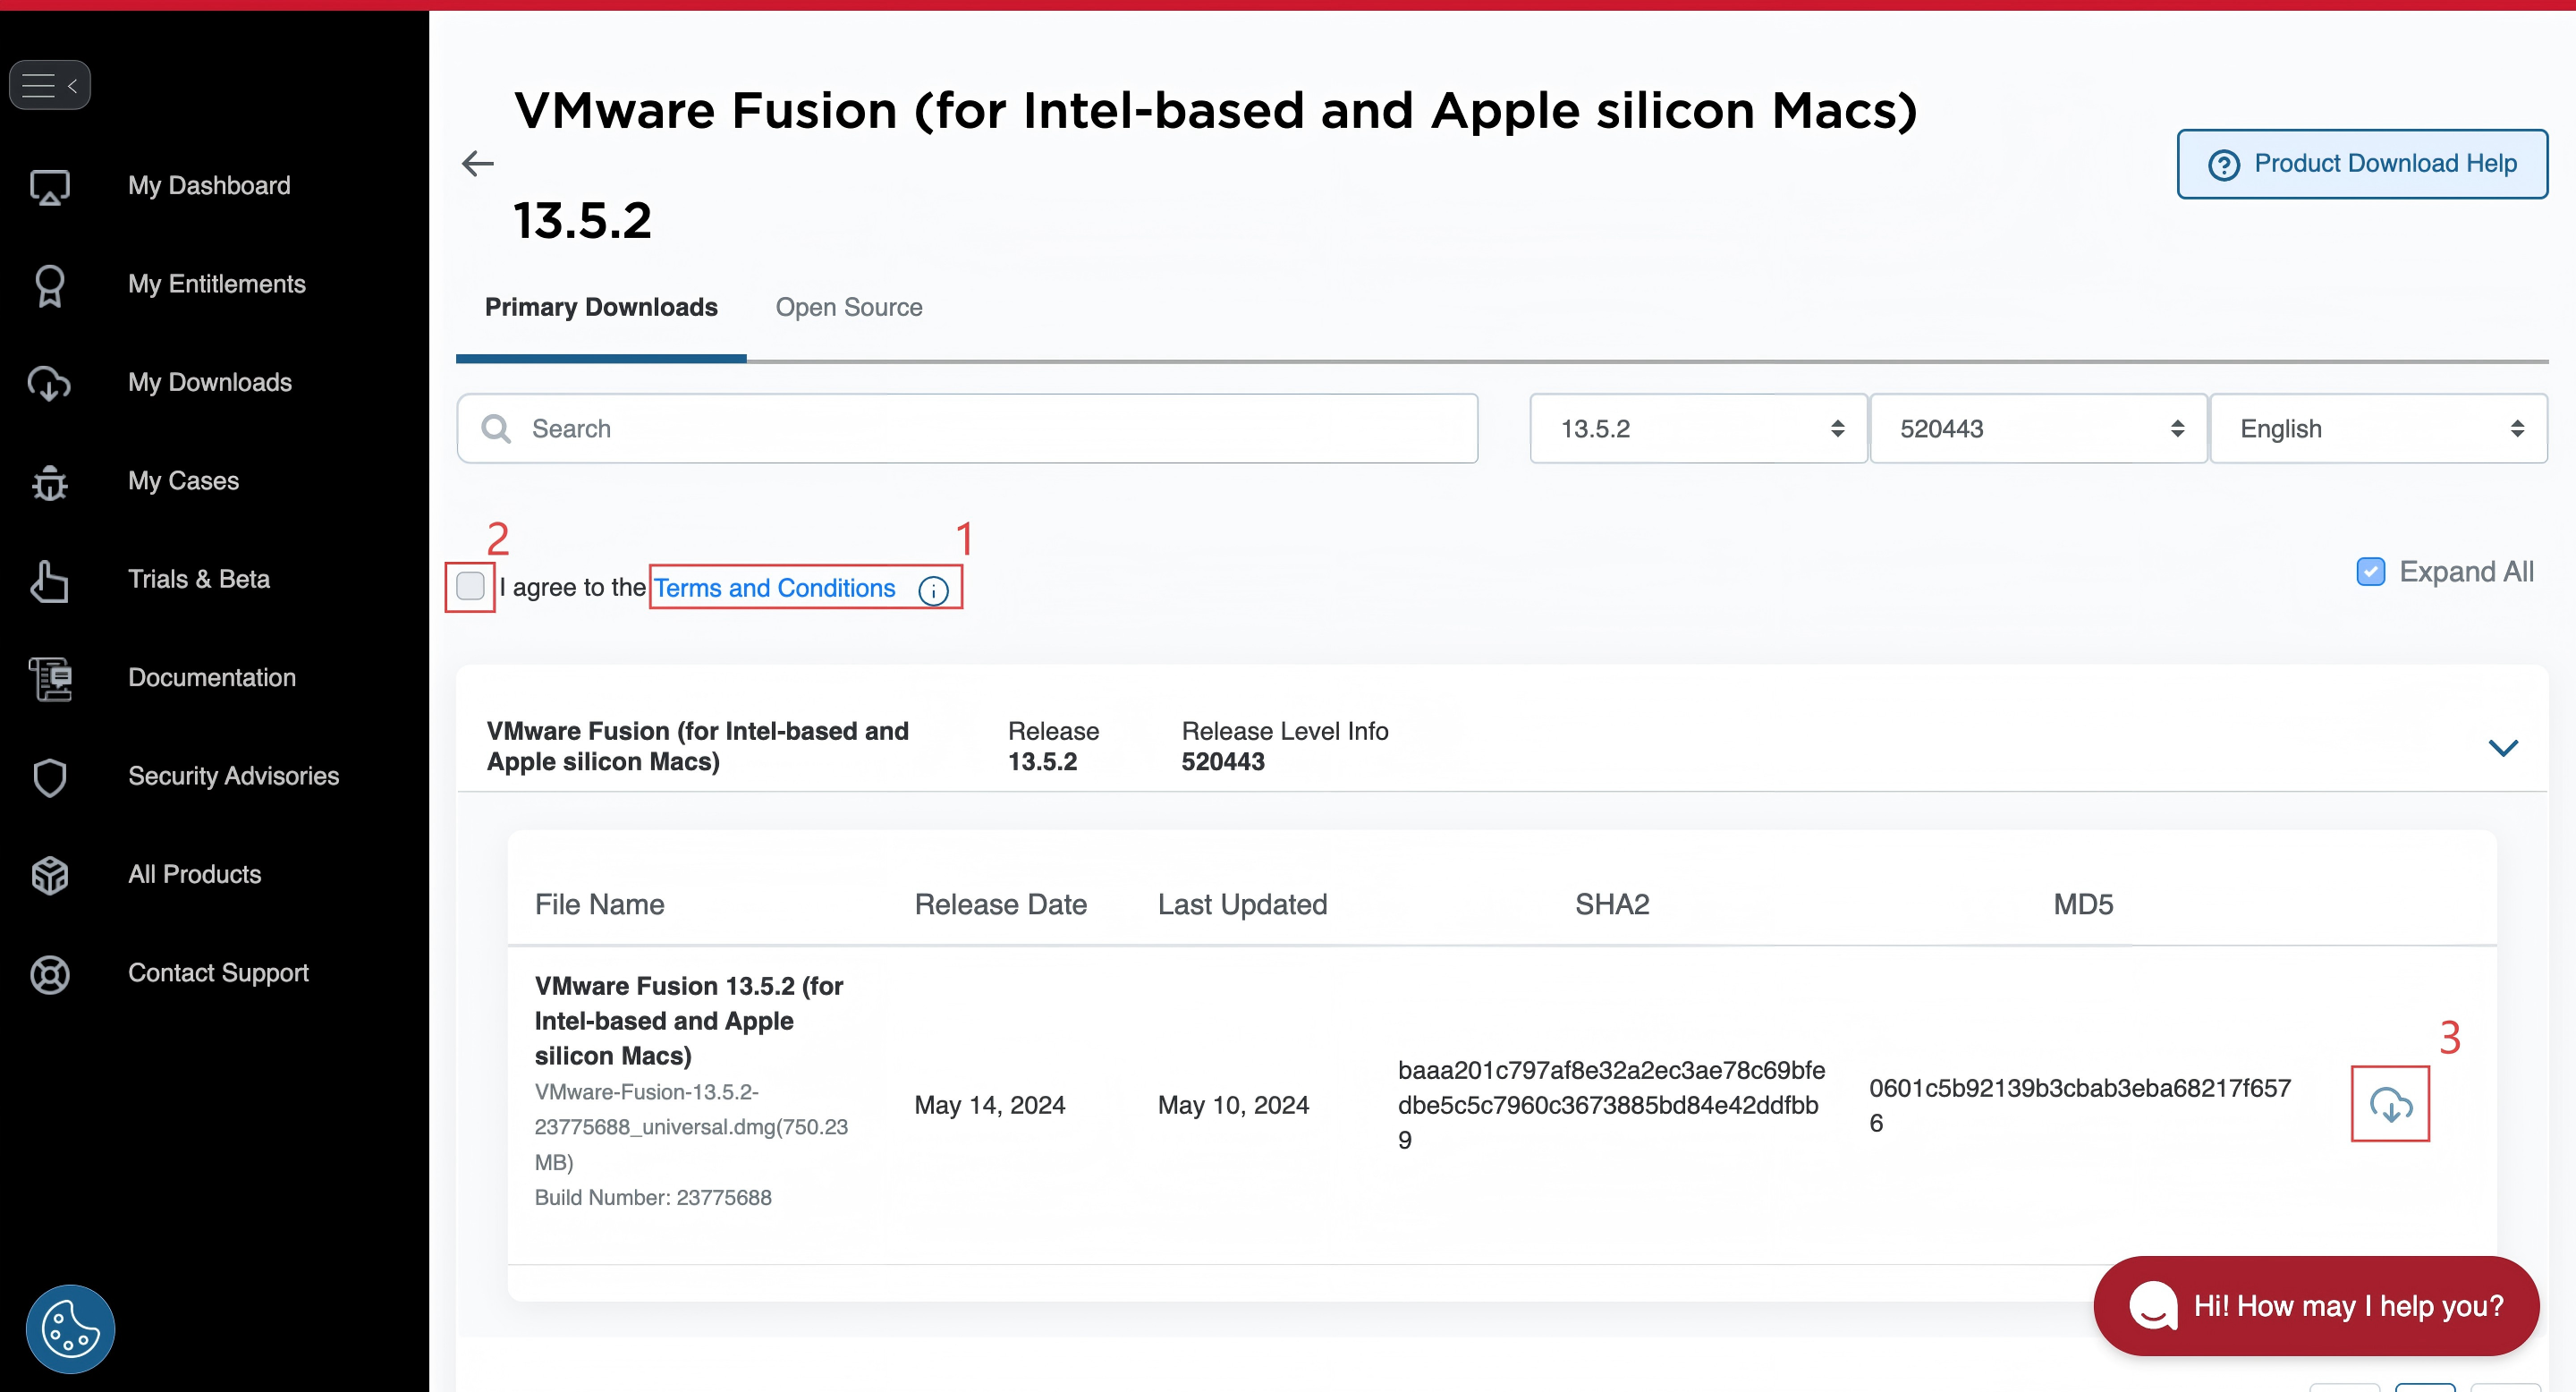 VMware Fusion (for Intel-based and Apple silicon Macs)
13.5.2
Product Download Help
My Dashboard
My Entitlements
My Downloads
My Cases
Trials & Beta
Documentation
Security Advisories
All Products
Contact Support
Primary Downloads
Open Source
Search
13.5.2
520443
English
2
1
I agree to the Terms and Conditions
Expand All
VMware Fusion (for Intel-based and
Apple silicon Macs)
Release
13.5.2
Release Level Info
520443
File Name
Release Date
Last Updated
SHA2
MD5
VMware Fusion 13.5.2 (for
Intel-based and Apple
silicon Macs)
VMware-Fusion-13.5.2-
23775688_universal.dmg(750.23
MB)
Build Number: 23775688
May 14, 2024
May 10, 2024
baaa201c797af8e32a2ec3ae78c69bfe
dbe5c5c7960c3673885bd84e42ddfbb
9
0601c5b92139b3cbab3eba68217f657
6
3
Hi! How may I help you?